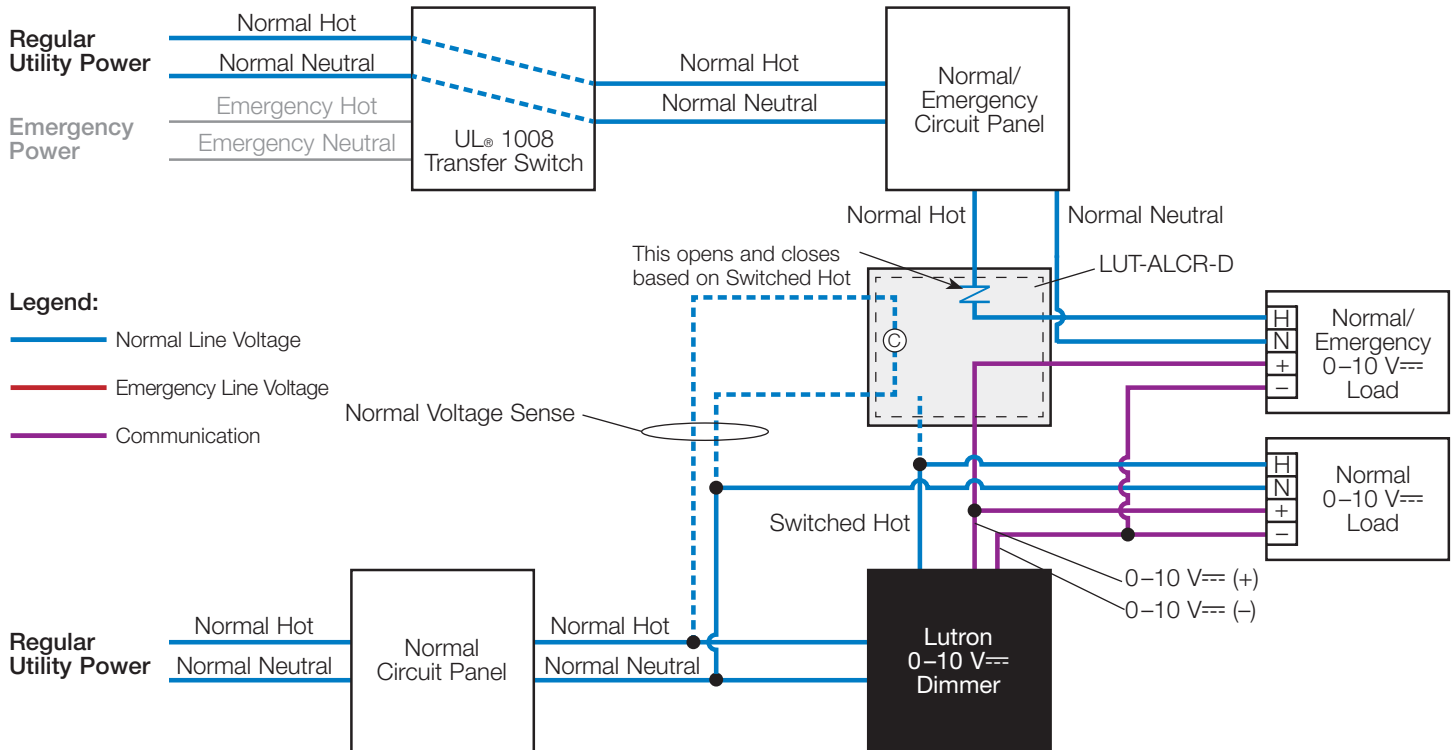 Regular
Utility Power
Normal Hot
Normal Neutral
Emergency
Power
Emergency Hot
Emergency Neutral
UL® 1008
Transfer Switch
Normal Hot
Normal Neutral
Normal/
Emergency
Circuit Panel
Normal Hot
Normal Neutral
This opens and closes
based on Switched Hot
LUT-ALCR-D
C
Legend:
Normal Line Voltage
Emergency Line Voltage
Communication
Normal Voltage Sense
H
N
+
–
Normal/
Emergency
0–10 V⎓
Load
H
N
+
–
Normal
0–10 V⎓
Load
Switched Hot
0–10 V⎓ (+)
0–10 V⎓ (–)
Regular
Utility Power
Normal Hot
Normal Neutral
Normal
Circuit Panel
Normal Hot
Normal Neutral
Lutron
0–10 V⎓
Dimmer